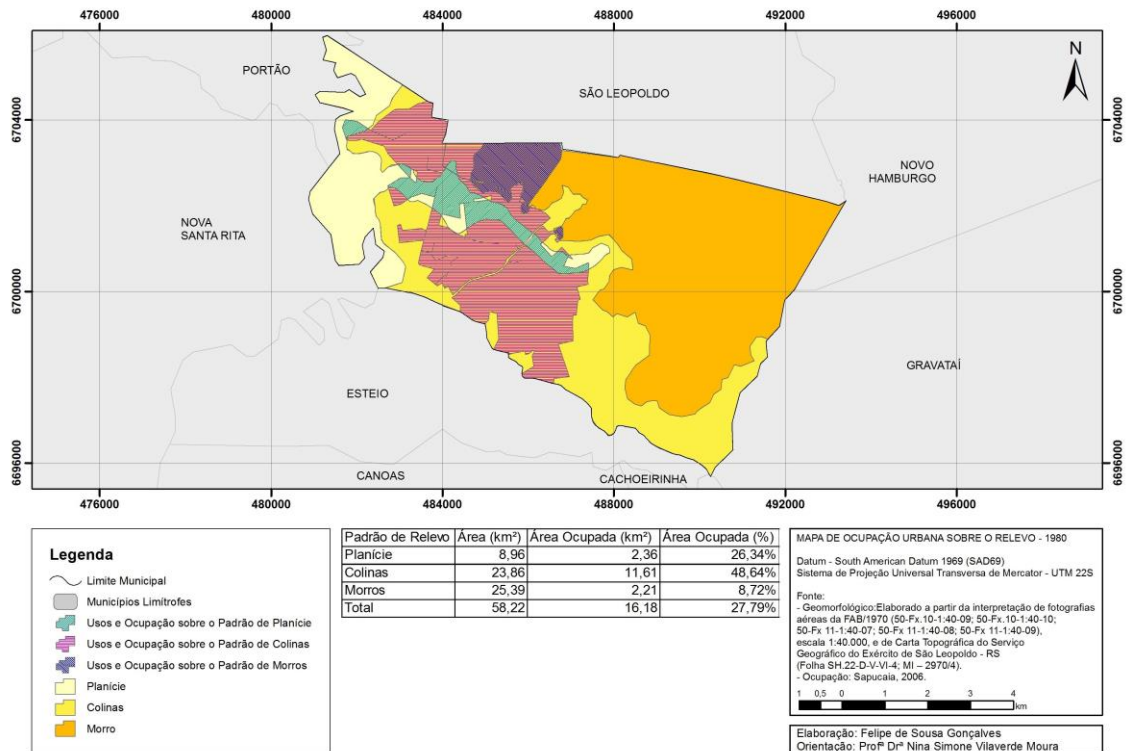 476000 480000 484000 488000 492000 496000
N
PORTÃO
SÃO LEOPOLDO
6704000
6704000
NOVO
HAMBURGO
NOVA
SANTA RITA
6700000
6700000
GRAVATAÍ
ESTEIO
6696000
6696000
CANOAS
CACHOEIRINHA
476000 480000 484000 488000 492000 496000
Legenda
Limite Municipal
Municípios Limítrofes
Usos e Ocupação sobre o Padrão de Planície
Usos e Ocupação sobre o Padrão de Colinas
Usos e Ocupação sobre o Padrão de Morros
Planície
Colinas
Morro
Padrão de Relevo Área (km²) Área Ocupada (km²) Área Ocupada (%)
Planície 8,96 2,36 26,34%
Colinas 23,86 11,61 48,64%
Morros 25,39 2,21 8,72%
Total 58,22 16,18 27,79%
MAPA DE OCUPAÇÃO URBANA SOBRE O RELEVO - 1980
Datum - South American Datum 1969 (SAD69)
Sistema de Projeção Universal Transversa de Mercator - UTM 22S
Fonte:
- Geomorfológico:Elaborado a partir da interpretação de fotografias
aéreas da FAB/1970 (50-Fx.10-1:40-09; 50-Fx.10-1:40-10;
50-Fx 11-1:40-07; 50-Fx 11-1:40-08; 50-Fx 11-1:40-09),
escala 1:40.000, e de Carta Topográfica do Serviço
Geográfico do Exército de São Leopoldo - RS
(Folha SH.22-D-V-VI-4; MI – 2970/4).
- Ocupação: Sapucaia, 2006.
1 0,5 0 1 2 3 4
km
Elaboração: Felipe de Sousa Gonçalves
Orientação: Profª Drª Nina Simone Vilaverde Moura